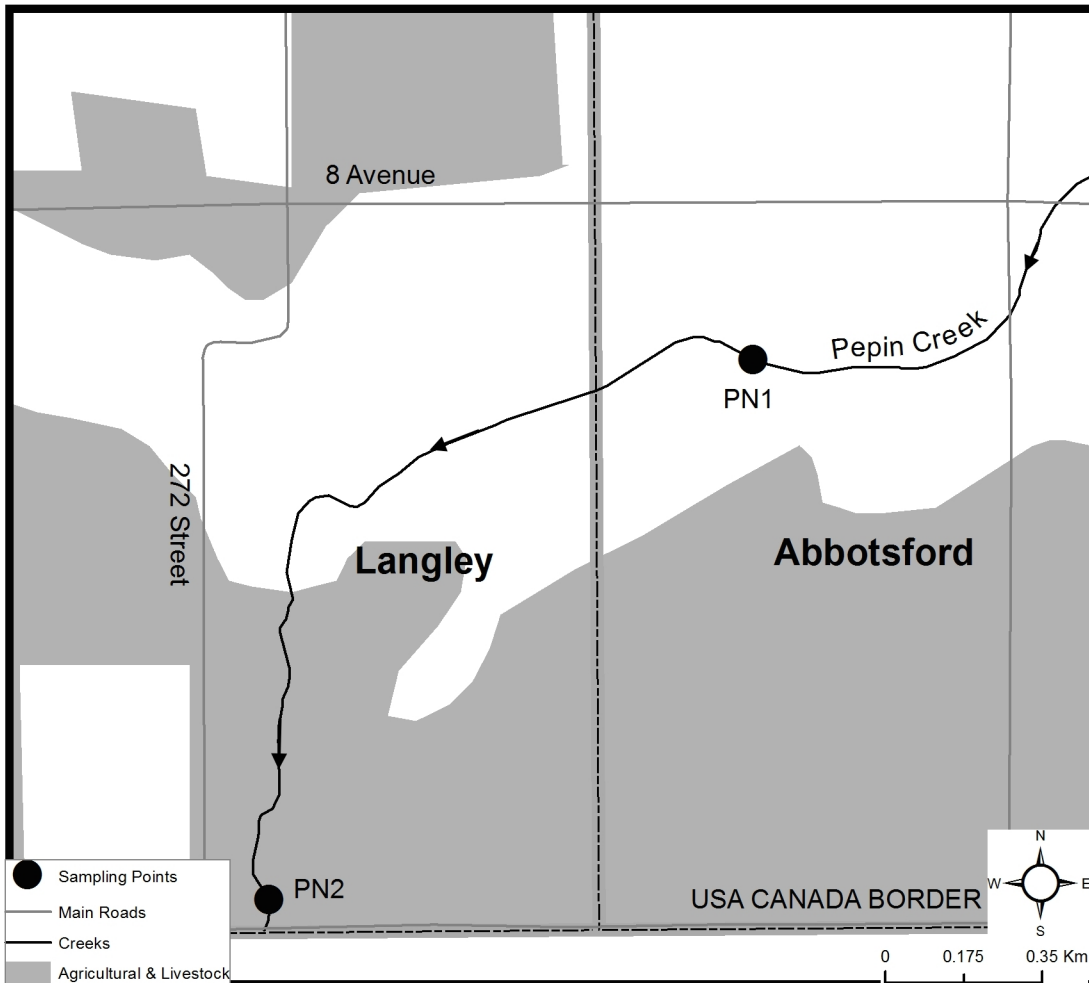 8 Avenue
Pepin Creek
PN1
272 Street
Langley
Abbotsford
PN2
USA CANADA BORDER
N
W
E
S
Sampling Points
Main Roads
Creeks
Agricultural & Livestock
0 0.175 0.35 Km